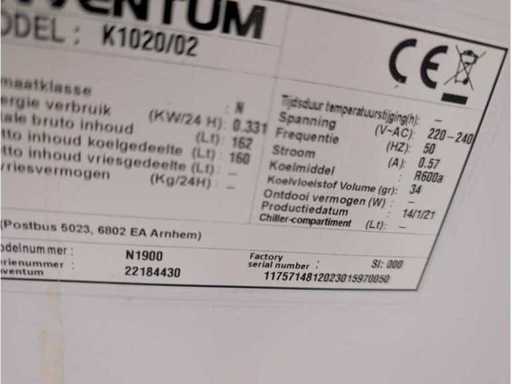 VENTUM
ODEL : K1020/02
maatklasse : N
ergie verbruik (KW/24 H): 0.331
tale bruto inhoud (Lt): 162
tto inhoud koelgedeelte (Lt): 160
tto inhoud vriesgedeelte (Lt): –
vriesvermogen (Kg/24H) : –
Tijdsduur temperatuurstijging(h): –
Spanning (V~AC): 220-240
Frequentie (HZ): 50
Stroom (A): 0.57
Koelmiddel : R600a
Koelvloeistof Volume (gr): 34
Ontdooi vermogen (W) : –
Productiedatum : 14/1/21
Chiller-compartiment (Lt): –
CE
(Postbus 5023, 6802 EA Arnhem)
odelnummer : N1900
erienummer : 22184430
nventum
Factory
serial number : SI: 000
1175714812023015970050